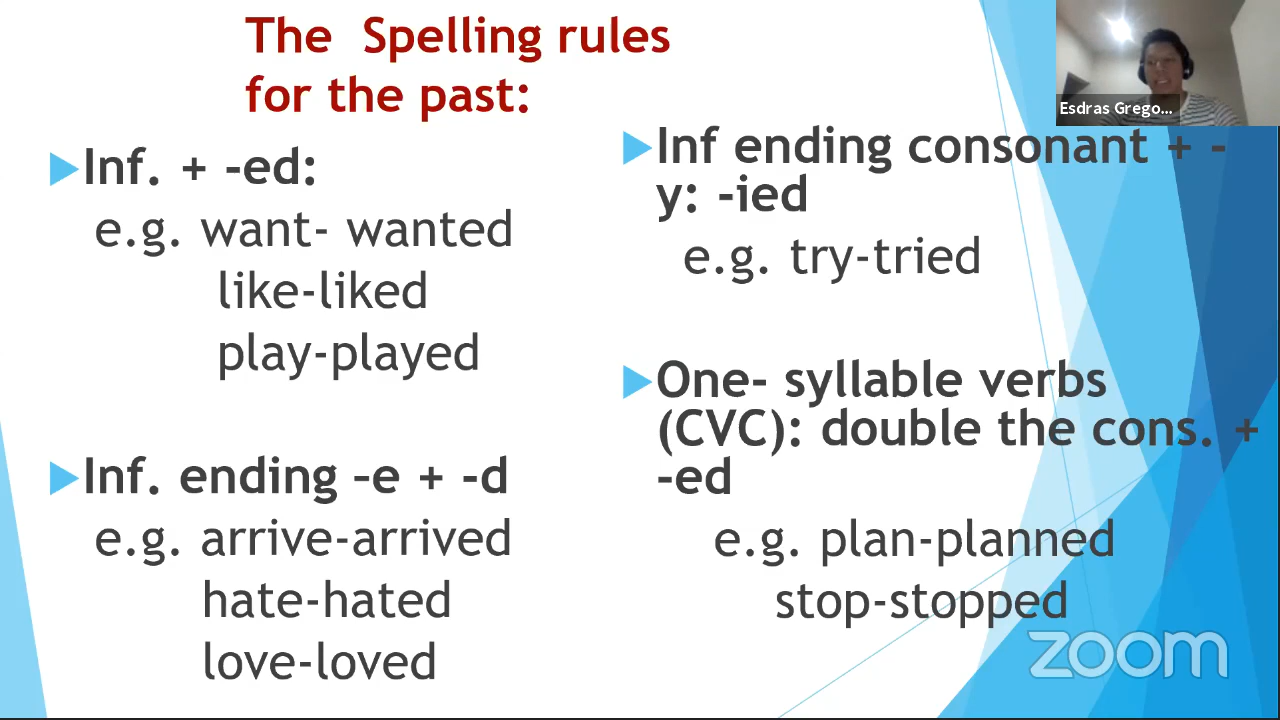 The Spelling rules
for the past:
Inf. + -ed:
e.g. want- wanted
like-liked
play-played
Inf. ending –e + -d
e.g. arrive-arrived
hate-hated
love-loved
Inf ending consonant + -
y: -ied
e.g. try-tried
One- syllable verbs
(CVC): double the cons. +
-ed
e.g. plan-planned
stop-stopped
Esdras Grego...
zoom